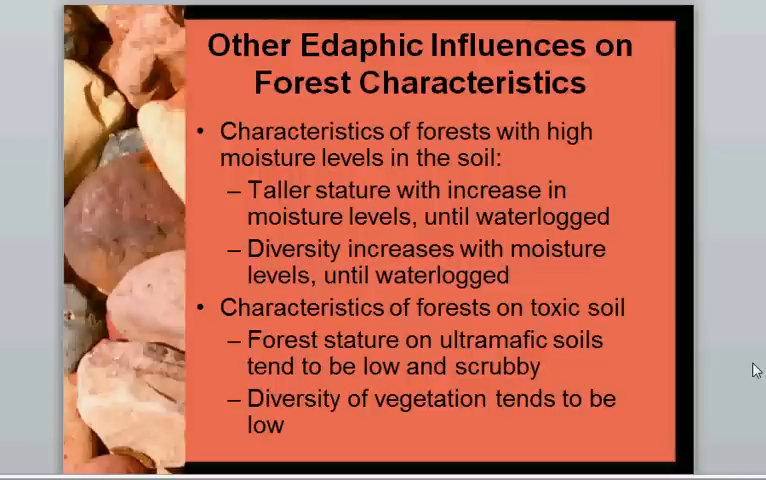 Other Edaphic Influences on
Forest Characteristics
• Characteristics of forests with high
moisture levels in the soil:
– Taller stature with increase in
moisture levels, until waterlogged
– Diversity increases with moisture
levels, until waterlogged
• Characteristics of forests on toxic soil
– Forest stature on ultramafic soils
tend to be low and scrubby
– Diversity of vegetation tends to be
low